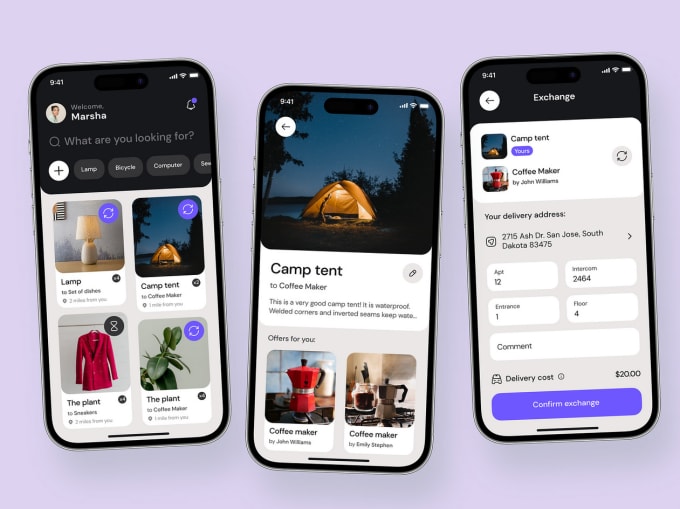 9:41
Welcome,
Marsha
What are you looking for?
Lamp
Bicycle
Computer
Lamp
to Set of dishes
2 miles from you
Camp tent
to Coffee Maker
1 mile from you
The plant
to Sneakers
2 miles from you
The plant
to Coffee Maker
1 mile from you
9:41
Camp tent
to Coffee Maker
This is a very good camp tent! It is waterproof.
Welded corners and inverted seams keep wate...
Offers for you:
Coffee maker
by John Williams
Coffee maker
by Emily Stephen
9:41
Exchange
Camp tent
Yours
Coffee Maker
by John Williams
Your delivery address:
2715 Ash Dr. San Jose, South
Dakota 83475
Apt
12
Intercom
2464
Entrance
1
Floor
4
Comment
Delivery cost
$20.00
Confirm exchange